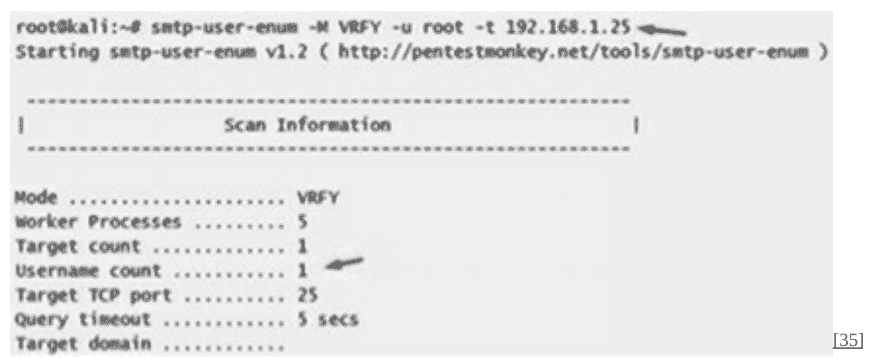 root@kali:~# smtp-user-enum -M VRFY -u root -t 192.168.1.25
Starting smtp-user-enum v1.2 ( http://pentestmonkey.net/tools/smtp-user-enum )
----------------------------------------------------------
| Scan Information |
----------------------------------------------------------
Mode ..................... VRFY
Worker Processes ......... 5
Target count ............. 1
Username count ........... 1
Target TCP port .......... 25
Query timeout ............ 5 secs
Target domain ............
[35]